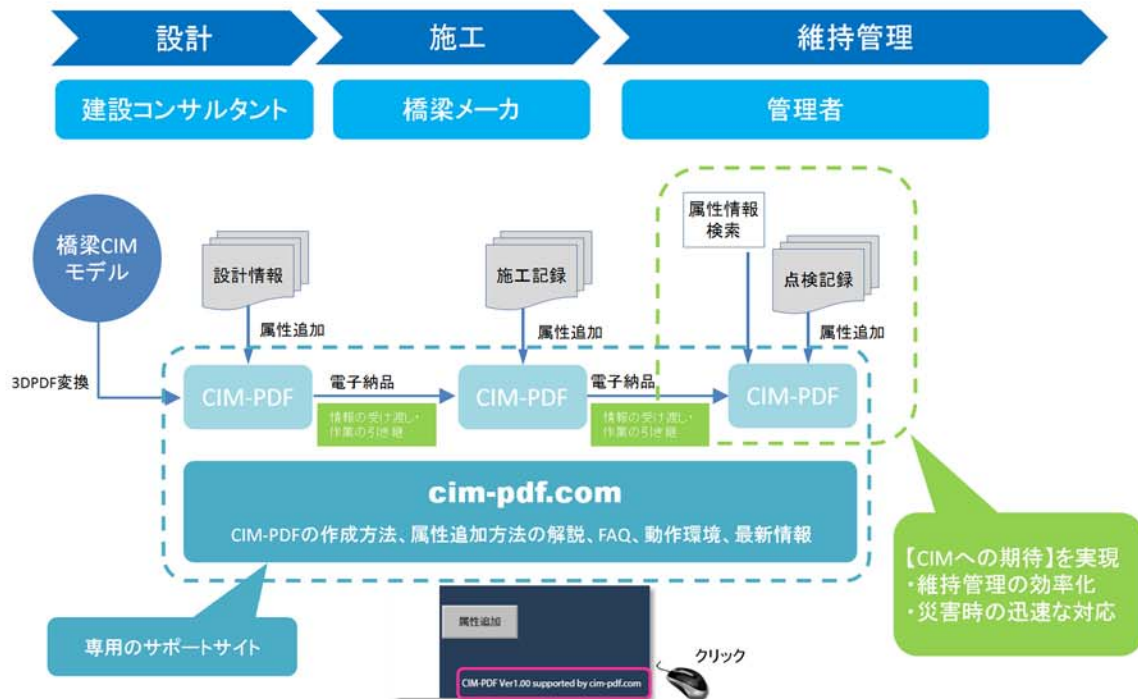 設計
施工
維持管理
建設コンサルタント
橋梁メーカ
管理者
橋梁CIM
モデル
設計情報
施工記録
属性情報
検索
点検記録
属性追加
属性追加
属性追加
3DPDF変換
CIM-PDF
電子納品
CIM-PDF
電子納品
CIM-PDF
情報の受け渡し・
作業の引き継
情報の受け渡し・
作業の引き継
cim-pdf.com
CIM-PDFの作成方法、属性追加方法の解説、FAQ、動作環境、最新情報
【CIMへの期待】を実現
・維持管理の効率化
・災害時の迅速な対応
専用のサポートサイト
属性追加
クリック
CIM-PDF Ver1.00 supported by cim-pdf.com